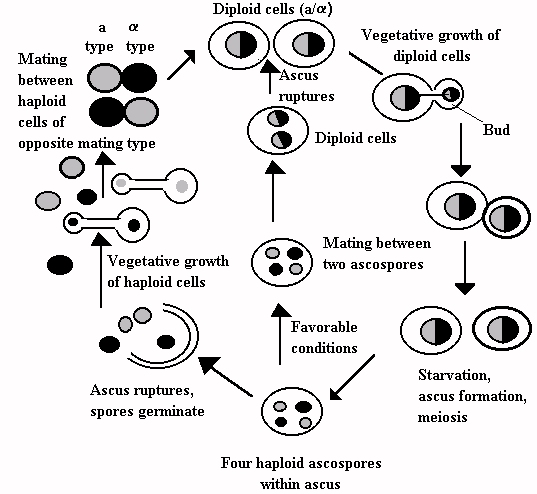 Diploid cells (a/α)
a
type
α
type
Mating
between
haploid
cells of
opposite mating type
Vegetative growth of
diploid cells
Ascus
ruptures
Diploid cells
Bud
Vegetative growth
of haploid cells
Mating between
two ascospores
Favorable
conditions
Ascus ruptures,
spores germinate
Starvation,
ascus formation,
meiosis
Four haploid ascospores
within ascus